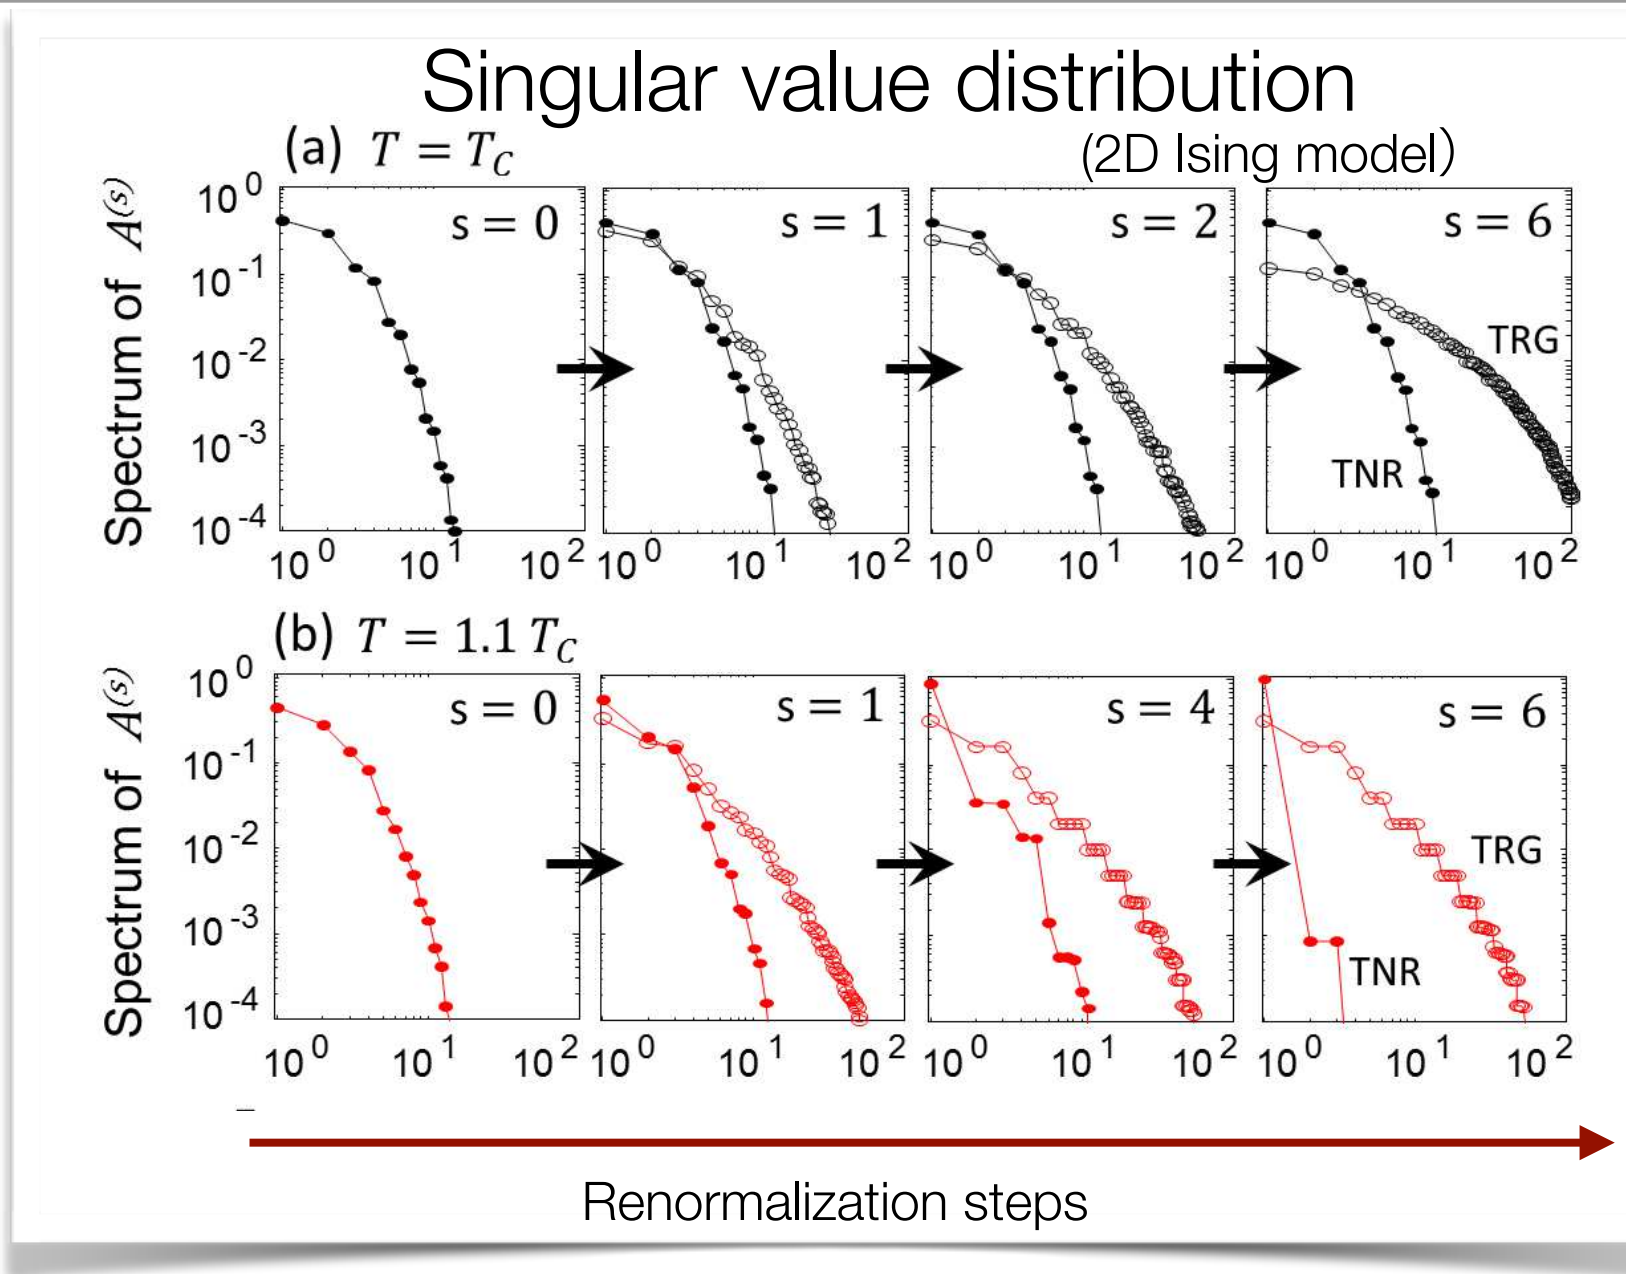 Singular value distribution
(2D Ising model)
(a) T = T_C
Spectrum of A^(s)
10^0
10^-1
10^-2
10^-3
10^-4
s = 0
s = 1
s = 2
s = 6
TRG
TNR
10^0 10^1 10^2
10^0 10^1 10^2
10^0 10^1 10^2
10^0 10^1 10^2
(b) T = 1.1 T_C
Spectrum of A^(s)
10^0
10^-1
10^-2
10^-3
10^-4
s = 0
s = 1
s = 4
s = 6
TRG
TNR
10^0 10^1 10^2
10^0 10^1 10^2
10^0 10^1 10^2
10^0 10^1 10^2
Renormalization steps